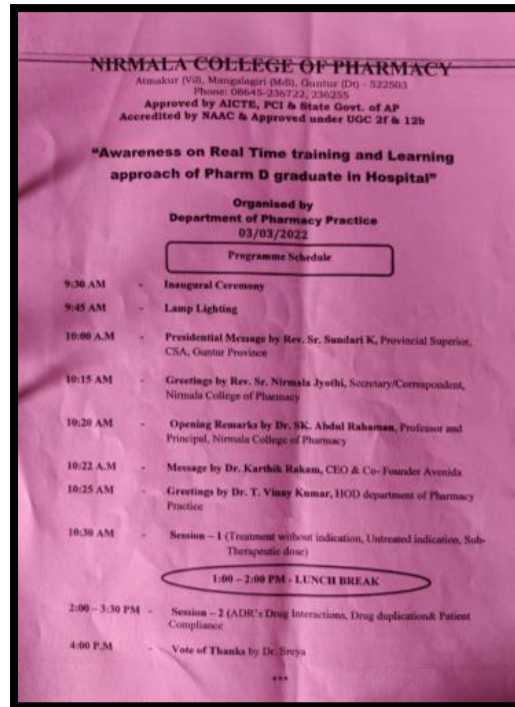 NIRMALA COLLEGE OF PHARMACY
Atmakur (Vill), Mangalagiri (Mdl), Guntur (Dt) - 522503
Phone: 08645-236722, 236255
Approved by AICTE, PCI & State Govt. of AP
Accredited by NAAC & Approved under UGC 2f & 12b
“Awareness on Real Time training and Learning
approach of Pharm D graduate in Hospital”
Organised by
Department of Pharmacy Practice
03/03/2022
Programme Schedule
9:30 AM - Inaugural Ceremony
9:45 AM - Lamp Lighting
10:00 A.M - Presidential Message by Rev. Sr. Sundari K, Provincial Superior,
CSA, Guntur Province
10:15 AM - Greetings by Rev. Sr. Nirmala Jyothi, Secretary/Correspondent,
Nirmala College of Pharmacy
10:20 AM - Opening Remarks by Dr. SK. Abdul Rahaman, Professor and
Principal, Nirmala College of Pharmacy
10:22 A.M - Message by Dr. Karthik Rakam, CEO & Co- Founder Avenida
10:25 AM - Greetings by Dr. T. Vinay Kumar, HOD department of Pharmacy
Practice
10:30 AM - Session – 1 (Treatment without indication, Untreated indication, Sub-
Therapeutic dose)
1:00 – 2:00 PM - LUNCH BREAK
2:00 – 3:30 PM - Session – 2 (ADR's Drug Interactions, Drug duplication& Patient
Compliance
4:00 P.M - Vote of Thanks by Dr. Sreya
***